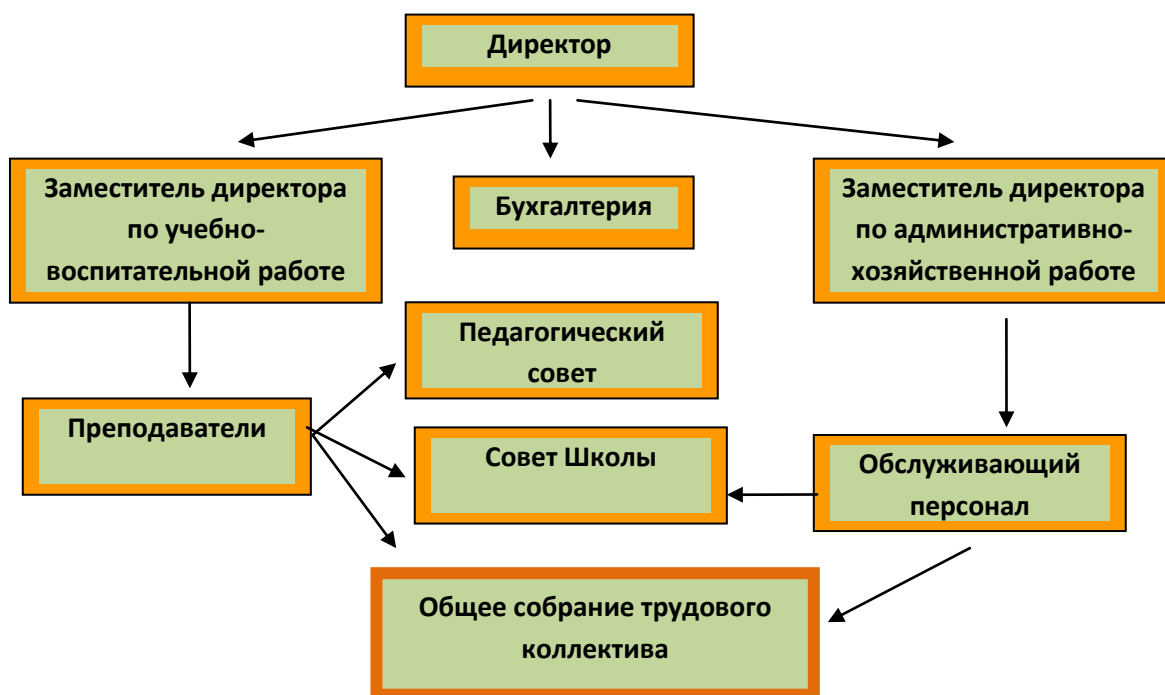 Директор
Заместитель директора
по учебно-
воспитательной работе
Бухгалтерия
Заместитель директора
по административно-
хозяйственной работе
Педагогический
совет
Преподаватели
Совет Школы
Обслуживающий
персонал
Общее собрание трудового
коллектива